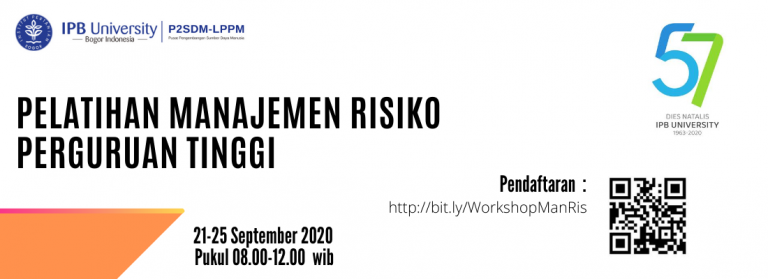 IPB University
Bogor Indonesia
P2SDM-LPPM
Pusat Pengembangan Sumber Daya Manusia
57
DIES NATALIS
IPB UNIVERSITY
1963-2020
PELATIHAN MANAJEMEN RISIKO
PERGURUAN TINGGI
Pendaftaran :
http://bit.ly/WorkshopManRis
21-25 September 2020
Pukul 08.00-12.00 wib